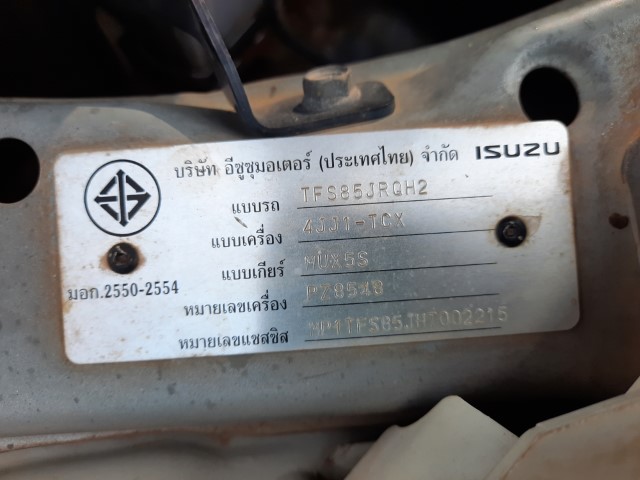 บริษัท อีซูซุมอเตอร์ (ประเทศไทย) จำกัด ISUZU
แบบรถ TFS85JRQH2
แบบเครื่อง 4JJ1-TCX
แบบเกียร์ MUX5S
หมายเลขเครื่อง
หมายเลขแชสซิส
มอก.2550-2554